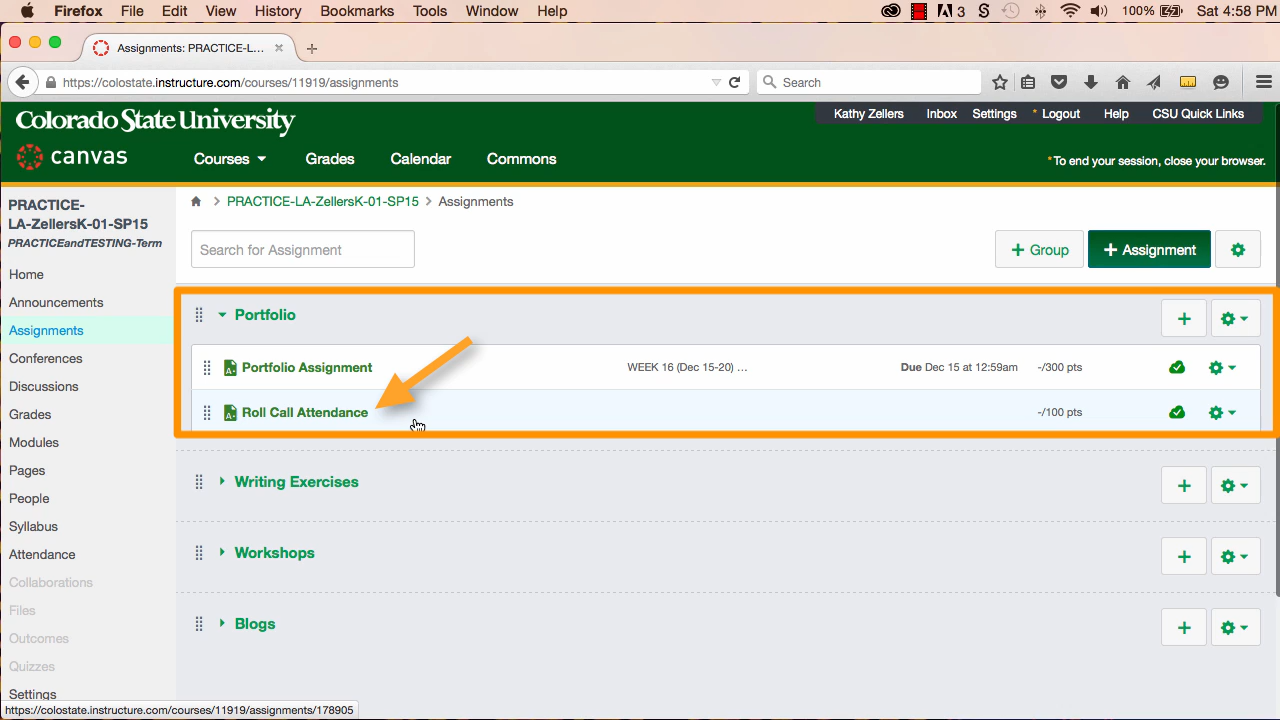 Firefox File Edit View History Bookmarks Tools Window Help 3 100% Sat 4:58 PM
Assignments: PRACTICE-L...
https://colostate.instructure.com/courses/11919/assignments Search
Colorado State University
Kathy Zellers Inbox Settings * Logout Help CSU Quick Links
canvas Courses Grades Calendar Commons
*To end your session, close your browser.
PRACTICE-
LA-ZellersK-01-SP15
PRACTICEandTESTING-Term
PRACTICE-LA-ZellersK-01-SP15 > Assignments
Search for Assignment
+ Group
+ Assignment
Home
Announcements
Assignments
Conferences
Discussions
Grades
Modules
Pages
People
Syllabus
Attendance
Collaborations
Files
Outcomes
Quizzes
Settings
Portfolio
Portfolio Assignment WEEK 16 (Dec 15-20) ... Due Dec 15 at 12:59am -/300 pts
Roll Call Attendance -/100 pts
Writing Exercises
Workshops
Blogs
https://colostate.instructure.com/courses/11919/assignments/178905